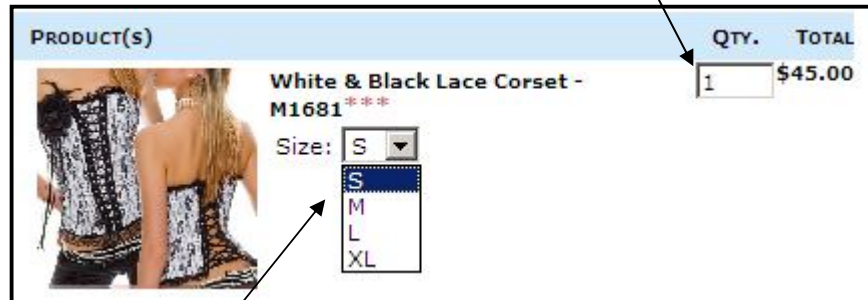 PRODUCT(S) QTY. TOTAL
White & Black Lace Corset - 1 $45.00
M1681***
Size: S
S
M
L
XL